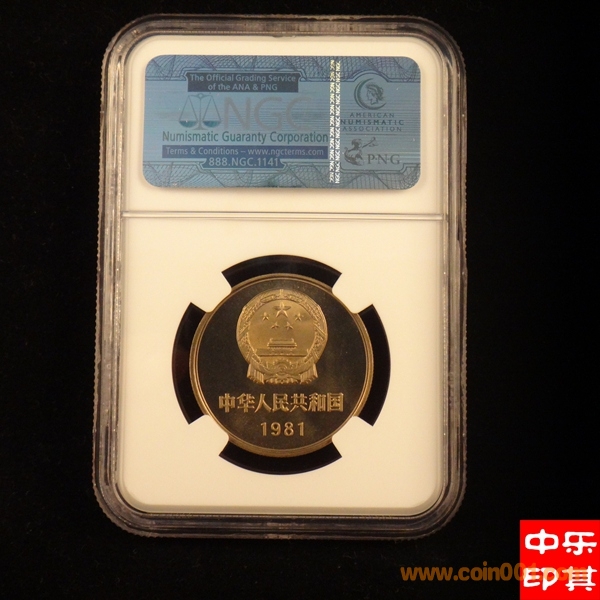 The Official Grading Service
of the ANA & PNG
NGC
Numismatic Guaranty Corporation
Terms & Conditions – www.ngcterms.com
888.NGC.1141
AMERICAN
NUMISMATIC
ASSOCIATION
PNG
中华人民共和国
1981
中乐
印其